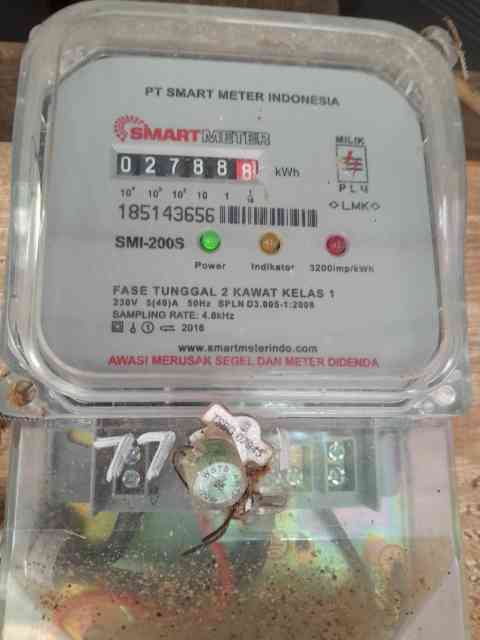 PT SMART METER INDONESIA
SMARTMETER
MILIK
027888 kWh
PLN
10⁴ 10³ 10² 10 1 1/10
LMK
185143656
SMI-200S
Power Indikator 3200imp/kWh
FASE TUNGGAL 2 KAWAT KELAS 1
230V 5(40)A 50Hz SPLN D3.005-1:2008
SAMPLING RATE: 4.8kHz
2016
www.smartmeterindo.com
AWASI MERUSAK SEGEL DAN METER DIDENDA
77